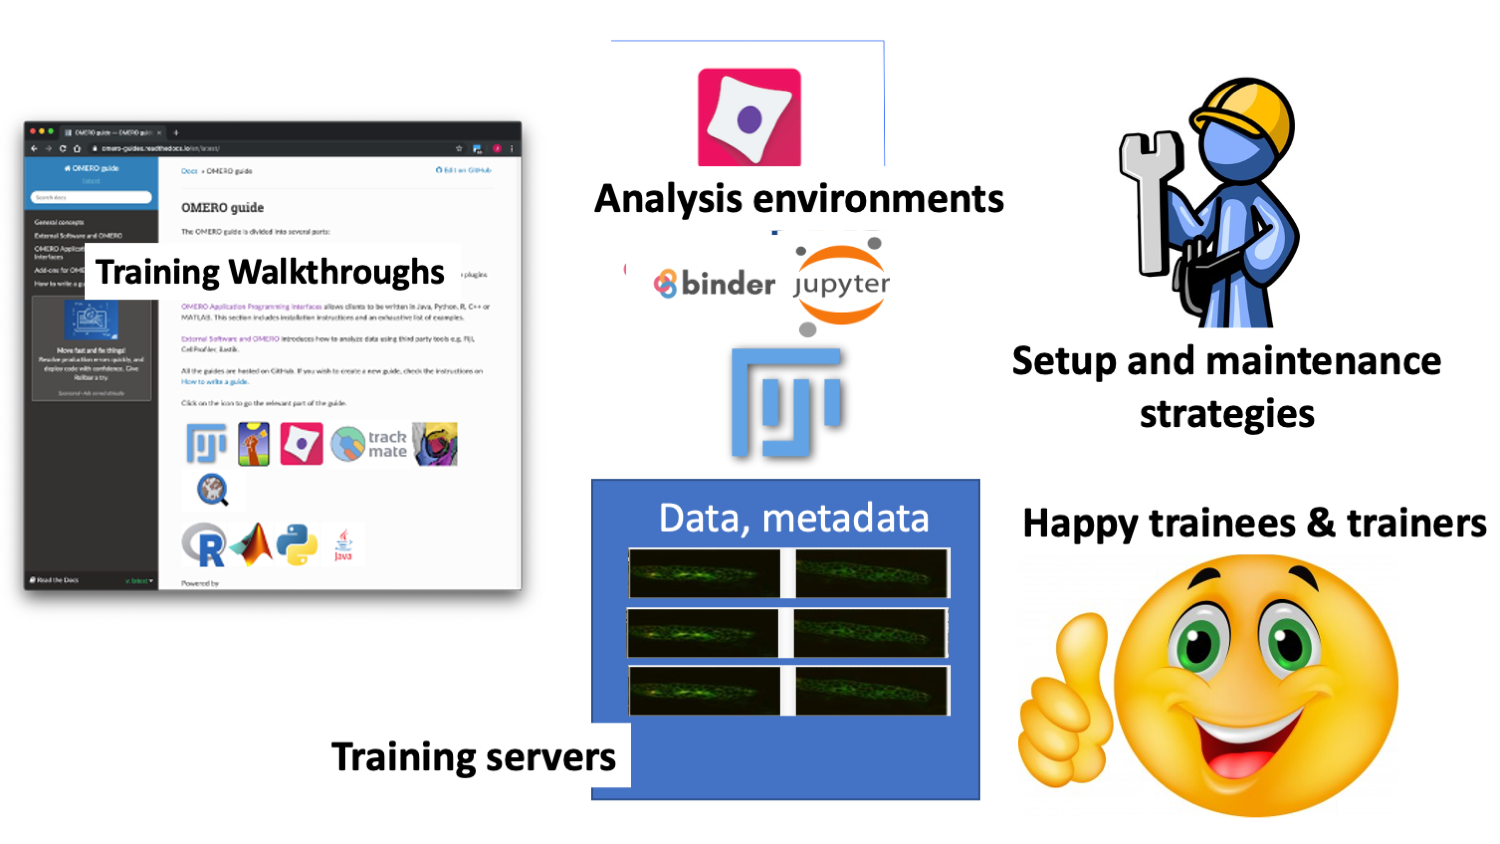 OMERO guide — OMERO guide
omero-guides.readthedocs.io/en/latest/
OMERO guide
latest
Search docs
General concepts
External Software and OMERO
OMERO Applicat
Interfaces
Add-ons for OME
How to write a gu
Move fast and fix things!
Resolve production errors quickly, and
deploy code with confidence. Give
Rollbar a try.
Sponsored · Ads served ethically
Read the Docs
v: latest
Docs » OMERO guide
Edit on GitHub
OMERO guide
The OMERO guide is divided into several parts:
plugins
OMERO Application Programming Interfaces allows clients to be written in Java, Python, R, C++ or
MATLAB. This section includes installation instructions and an exhaustive list of examples.
External Software and OMERO introduces how to analyze data using third party tools e.g. Fiji,
CellProfiler, ilastik.
All the guides are hosted on GitHub. If you wish to create a new guide, check the instructions on
How to write a guide.
Click on the icon to go the relevant part of the guide.
track
mate
R
Java
Powered by
Training Walkthroughs
Analysis environments
binder
jupyter
Data, metadata
Training servers
Setup and maintenance
strategies
Happy trainees & trainers